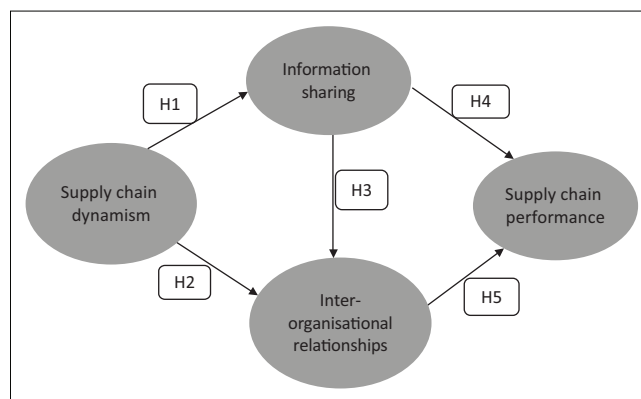 Information
sharing
H1
H4
Supply chain
dynamism
H3
Supply chain
performance
H2
H5
Inter-
organisational
relationships